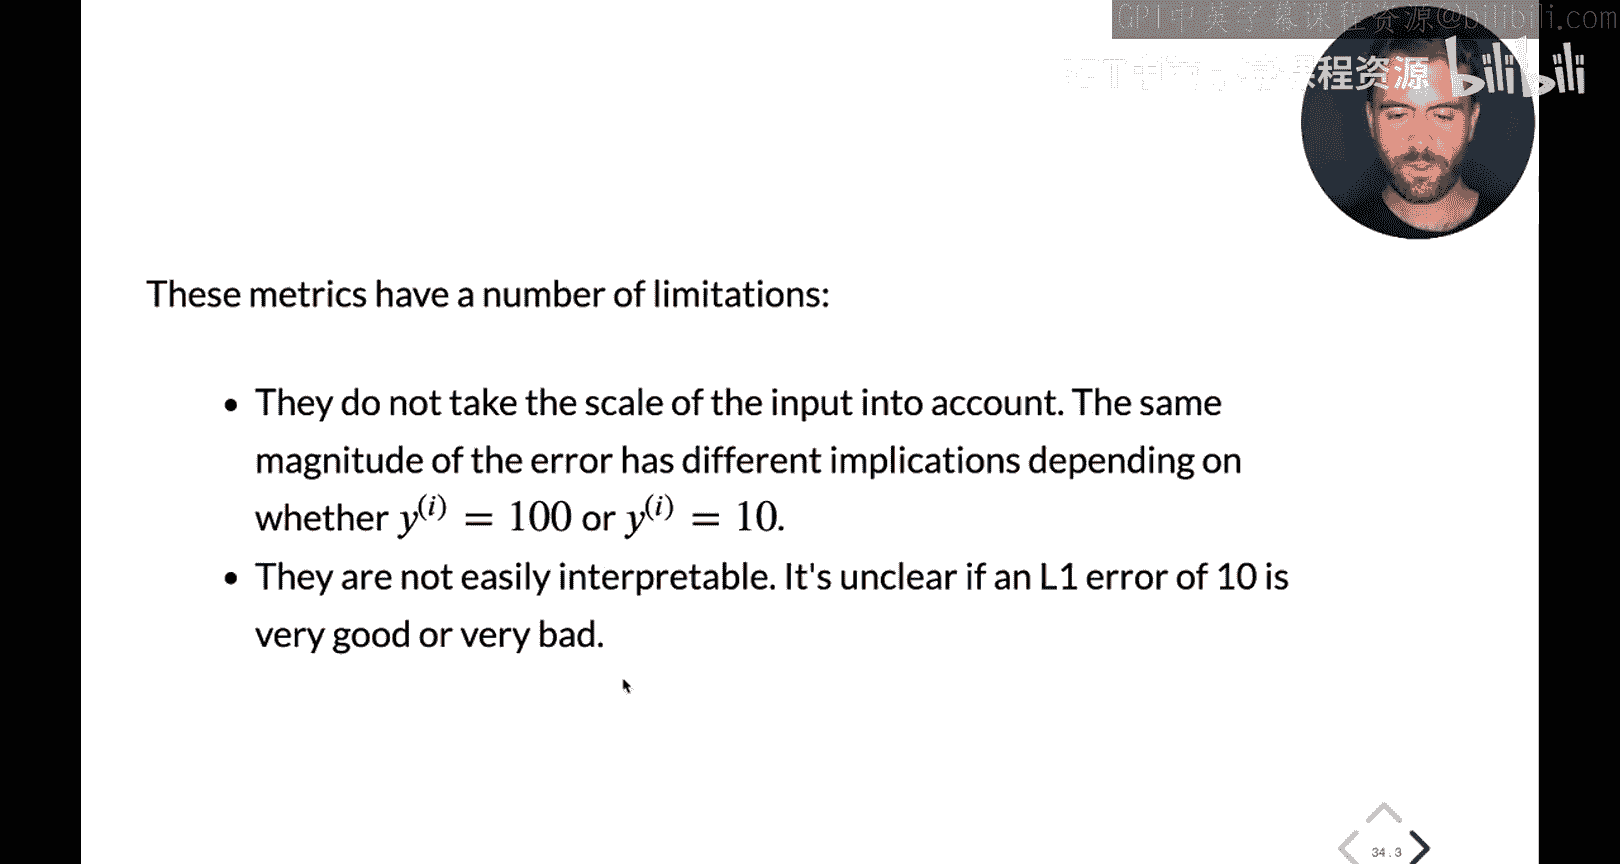 GPT中英字幕课程资源@bilibili.com
课程资源 bilibili
These metrics have a number of limitations:
• They do not take the scale of the input into account. The same
magnitude of the error has different implications depending on
whether y⁽ⁱ⁾ = 100 or y⁽ⁱ⁾ = 10.
• They are not easily interpretable. It's unclear if an L1 error of 10 is
very good or very bad.
34.3